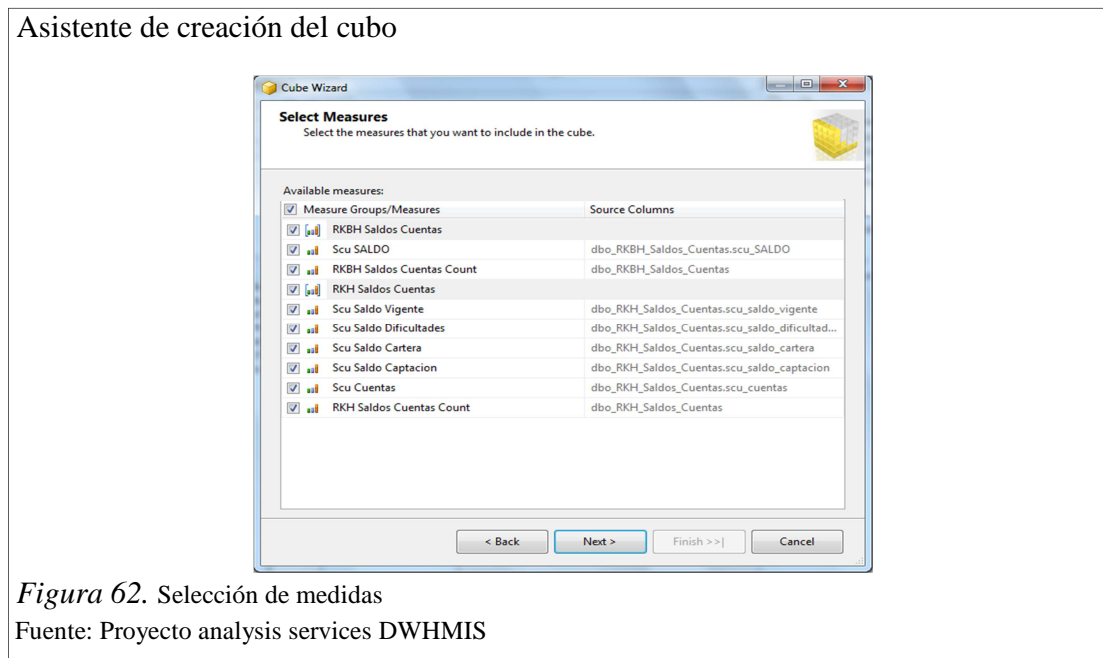 Asistente de creación del cubo
Cube Wizard
Select Measures
Select the measures that you want to include in the cube.
Available measures:
Measure Groups/Measures Source Columns
RKBH Saldos Cuentas
Scu SALDO dbo_RKBH_Saldos_Cuentas.scu_SALDO
RKBH Saldos Cuentas Count dbo_RKBH_Saldos_Cuentas
RKH Saldos Cuentas
Scu Saldo Vigente dbo_RKH_Saldos_Cuentas.scu_saldo_vigente
Scu Saldo Dificultades dbo_RKH_Saldos_Cuentas.scu_saldo_dificultad...
Scu Saldo Cartera dbo_RKH_Saldos_Cuentas.scu_saldo_cartera
Scu Saldo Captacion dbo_RKH_Saldos_Cuentas.scu_saldo_captacion
Scu Cuentas dbo_RKH_Saldos_Cuentas.scu_cuentas
RKH Saldos Cuentas Count dbo_RKH_Saldos_Cuentas
< Back Next > Finish >>| Cancel
Figura 62. Selección de medidas
Fuente: Proyecto analysis services DWHMIS